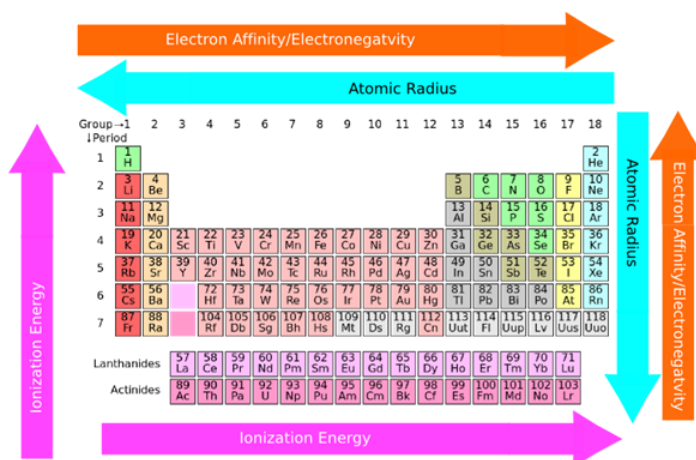 Electron Affinity/Electronegatvity
Atomic Radius
Group→1 2 3 4 5 6 7 8 9 10 11 12 13 14 15 16 17 18
↓Period
1 1 2
H He
2 3 4 5 6 7 8 9 10
Li Be B C N O F Ne
3 11 12 13 14 15 16 17 18
Na Mg Al Si P S Cl Ar
4 19 20 21 22 23 24 25 26 27 28 29 30 31 32 33 34 35 36
K Ca Sc Ti V Cr Mn Fe Co Ni Cu Zn Ga Ge As Se Br Kr
5 37 38 39 40 41 42 43 44 45 46 47 48 49 50 51 52 53 54
Rb Sr Y Zr Nb Mo Tc Ru Rh Pd Ag Cd In Sn Sb Te I Xe
6 55 56 72 73 74 75 76 77 78 79 80 81 82 83 84 85 86
Cs Ba Hf Ta W Re Os Ir Pt Au Hg Tl Pb Bi Po At Rn
7 87 88 104 105 106 107 108 109 110 111 112 113 114 115 116 117 118
Fr Ra Rf Db Sg Bh Hs Mt Ds Rg Cn Uut Fl Uup Lv Uus Uuo
Lanthanides 57 58 59 60 61 62 63 64 65 66 67 68 69 70 71
La Ce Pr Nd Pm Sm Eu Gd Tb Dy Ho Er Tm Yb Lu
Actinides 89 90 91 92 93 94 95 96 97 98 99 100 101 102 103
Ac Th Pa U Np Pu Am Cm Bk Cf Es Fm Md No Lr
Ionization Energy
Ionization Energy
Atomic Radius
Electron Affinity/Electronegatvity